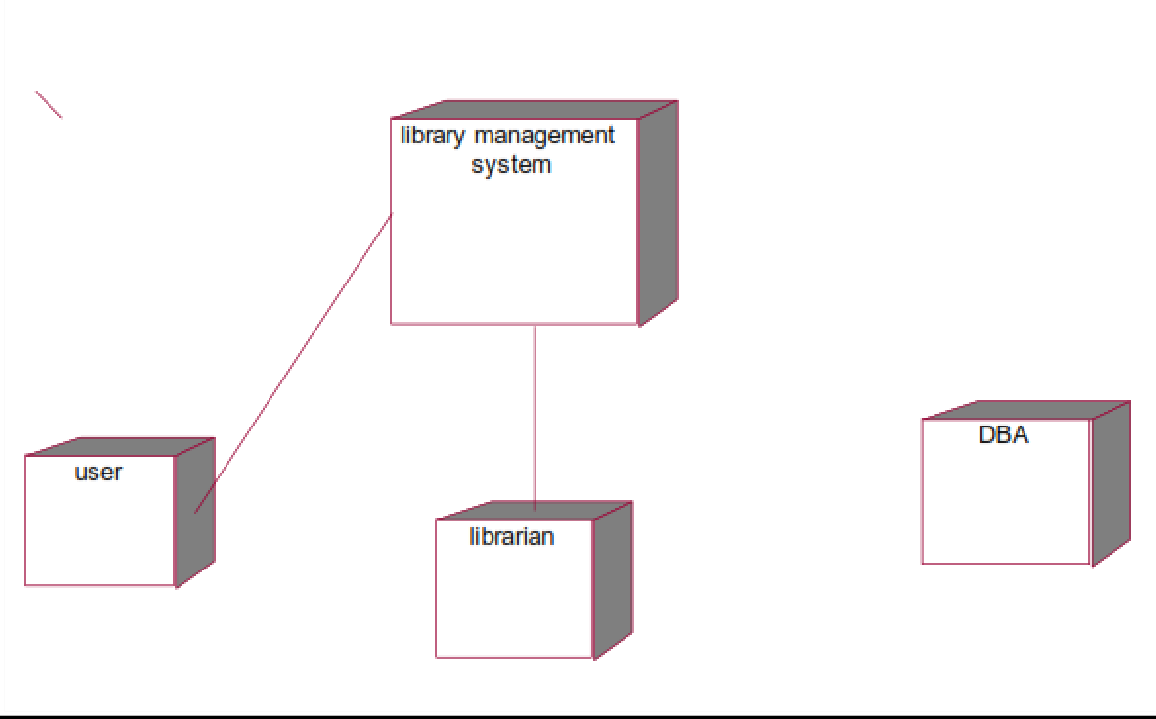 library management
system
DBA
user
librarian